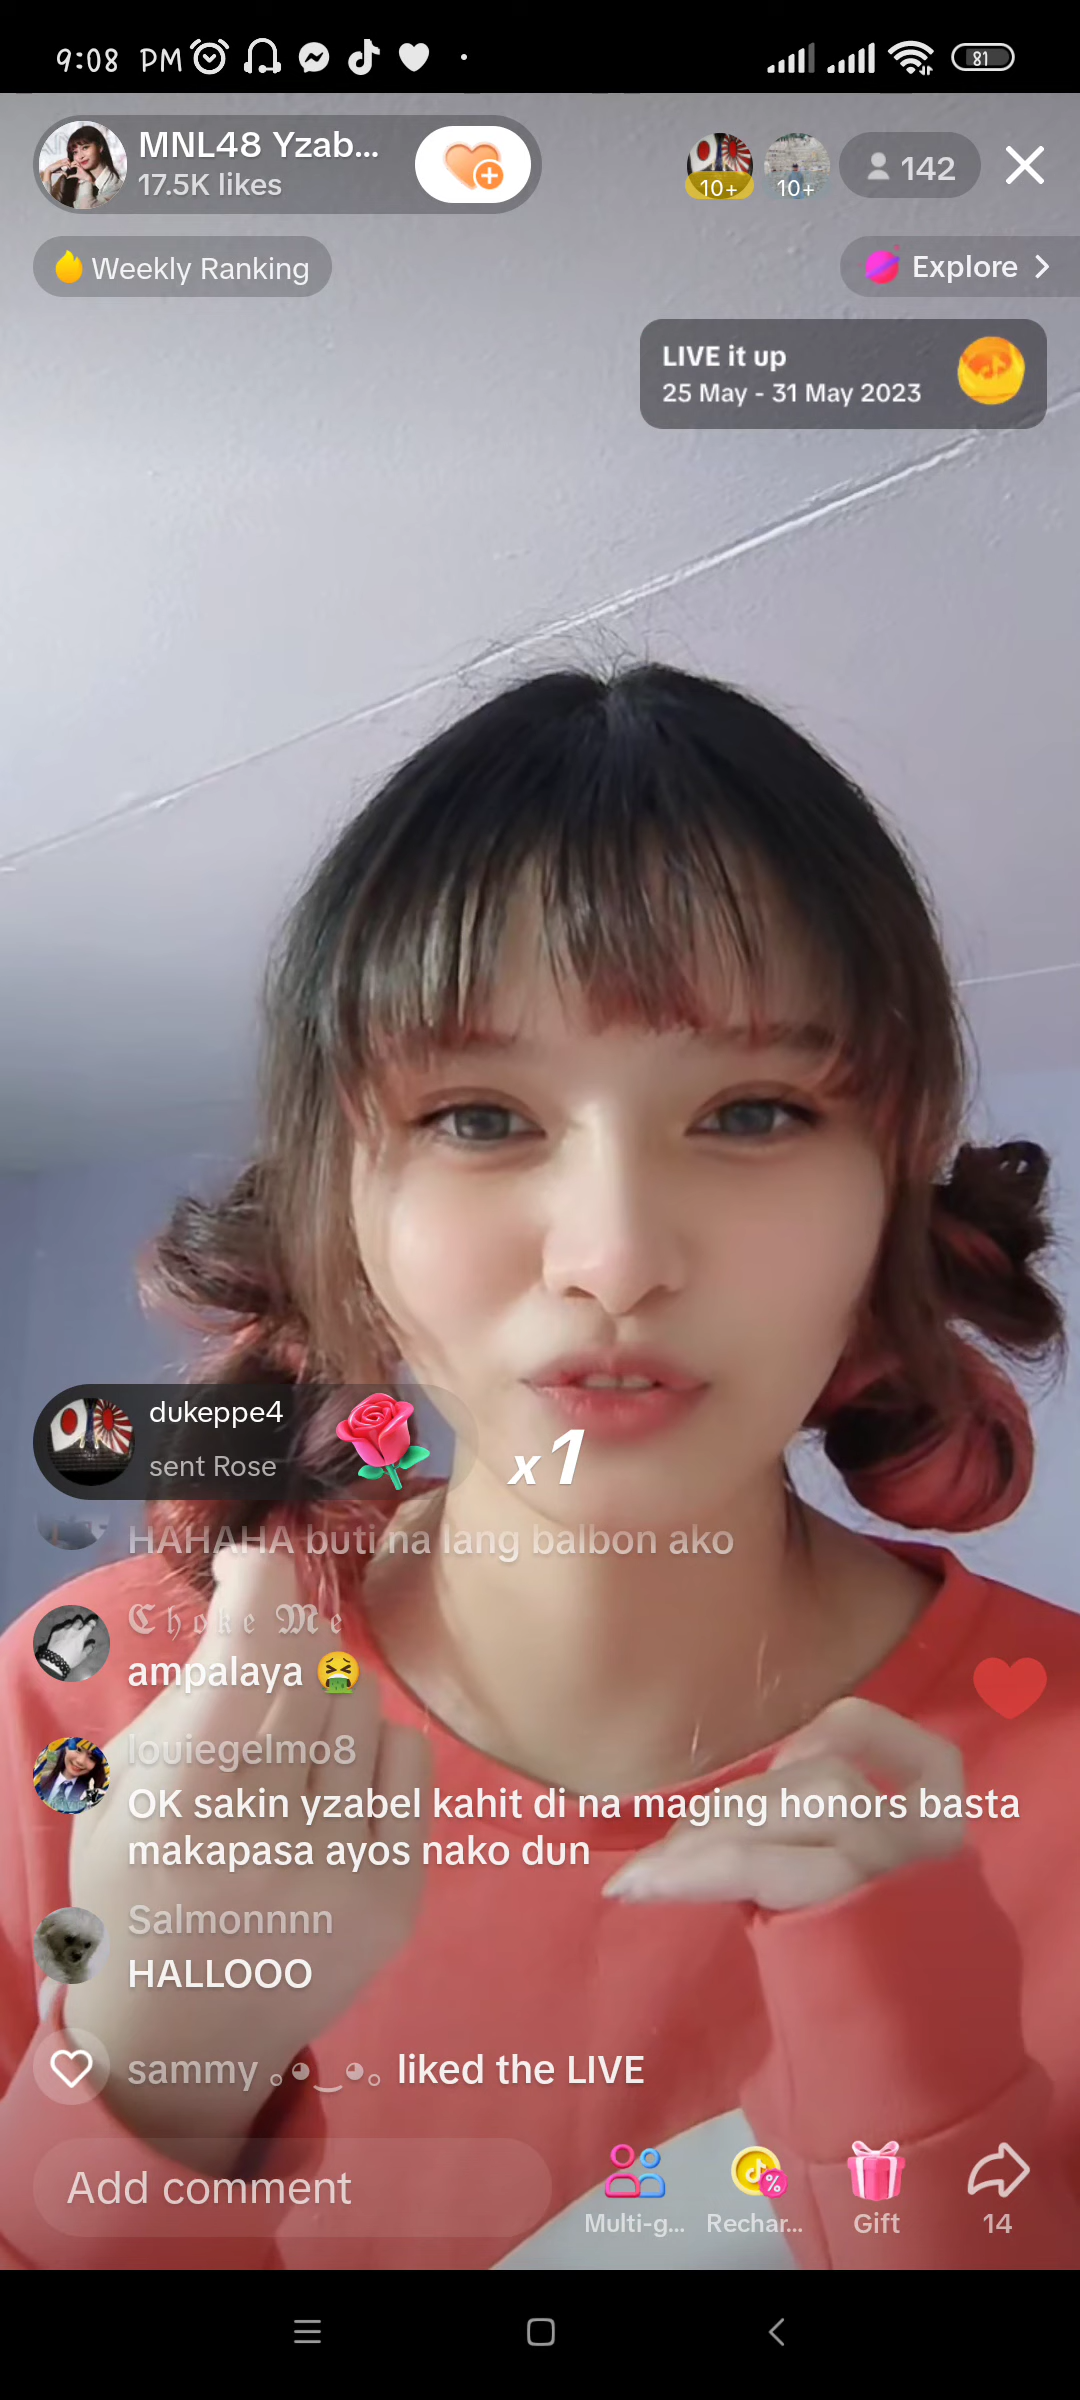 9:08 PM
81
MNL48 Yzab...
17.5K likes
10+
10+
142
Weekly Ranking
Explore
LIVE it up
25 May - 31 May 2023
dukeppe4
sent Rose
x1
HAHAHA buti na lang balbon ako
ℭ𝔥𝔬𝔨𝔢 𝔐𝔢
ampalaya 🤮
louiegelmo8
OK sakin yzabel kahit di na maging honors basta
makapasa ayos nako dun
Salmonnnn
HALLOOO
sammy ｡◕‿◕｡ liked the LIVE
Add comment
Multi-g...
Rechar...
Gift
14